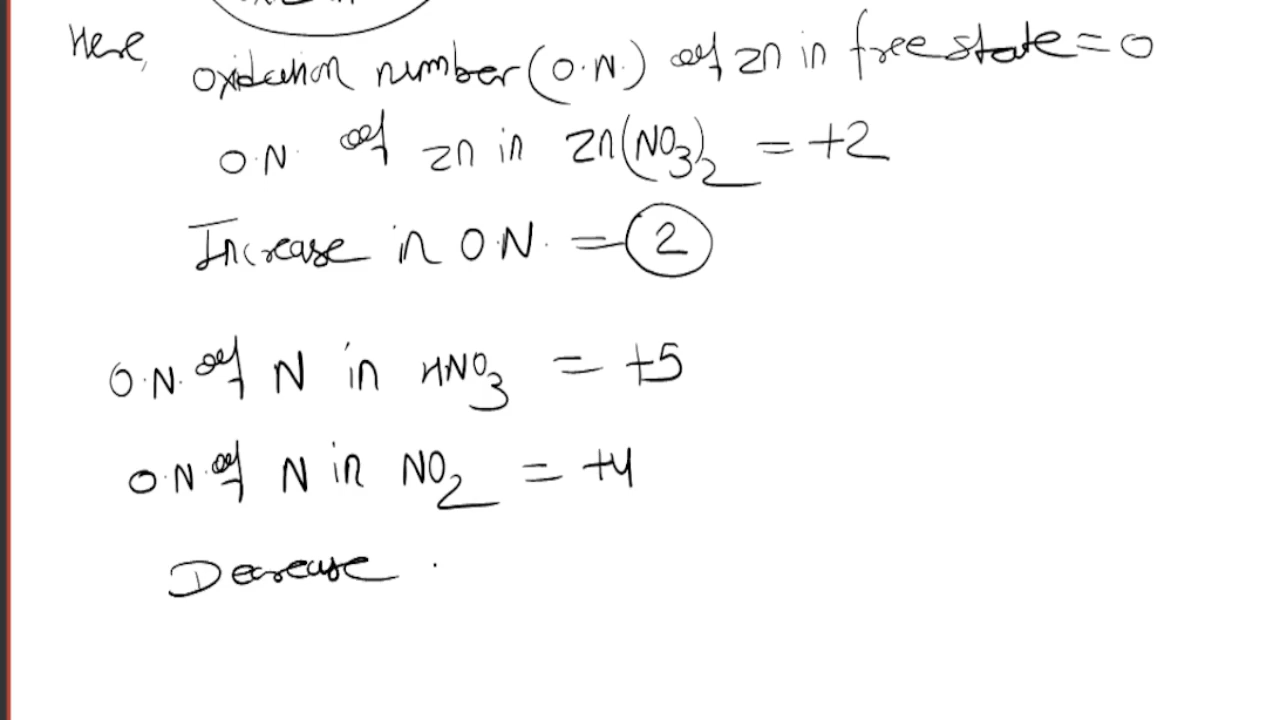 Here,
oxidation number (O.N.) of Zn in free state = 0
O.N. of Zn in Zn(NO3)2 = +2
Increase in O.N. = 2
O.N. of N in HNO3 = +5
O.N. of N in NO2 = +4
Decrease